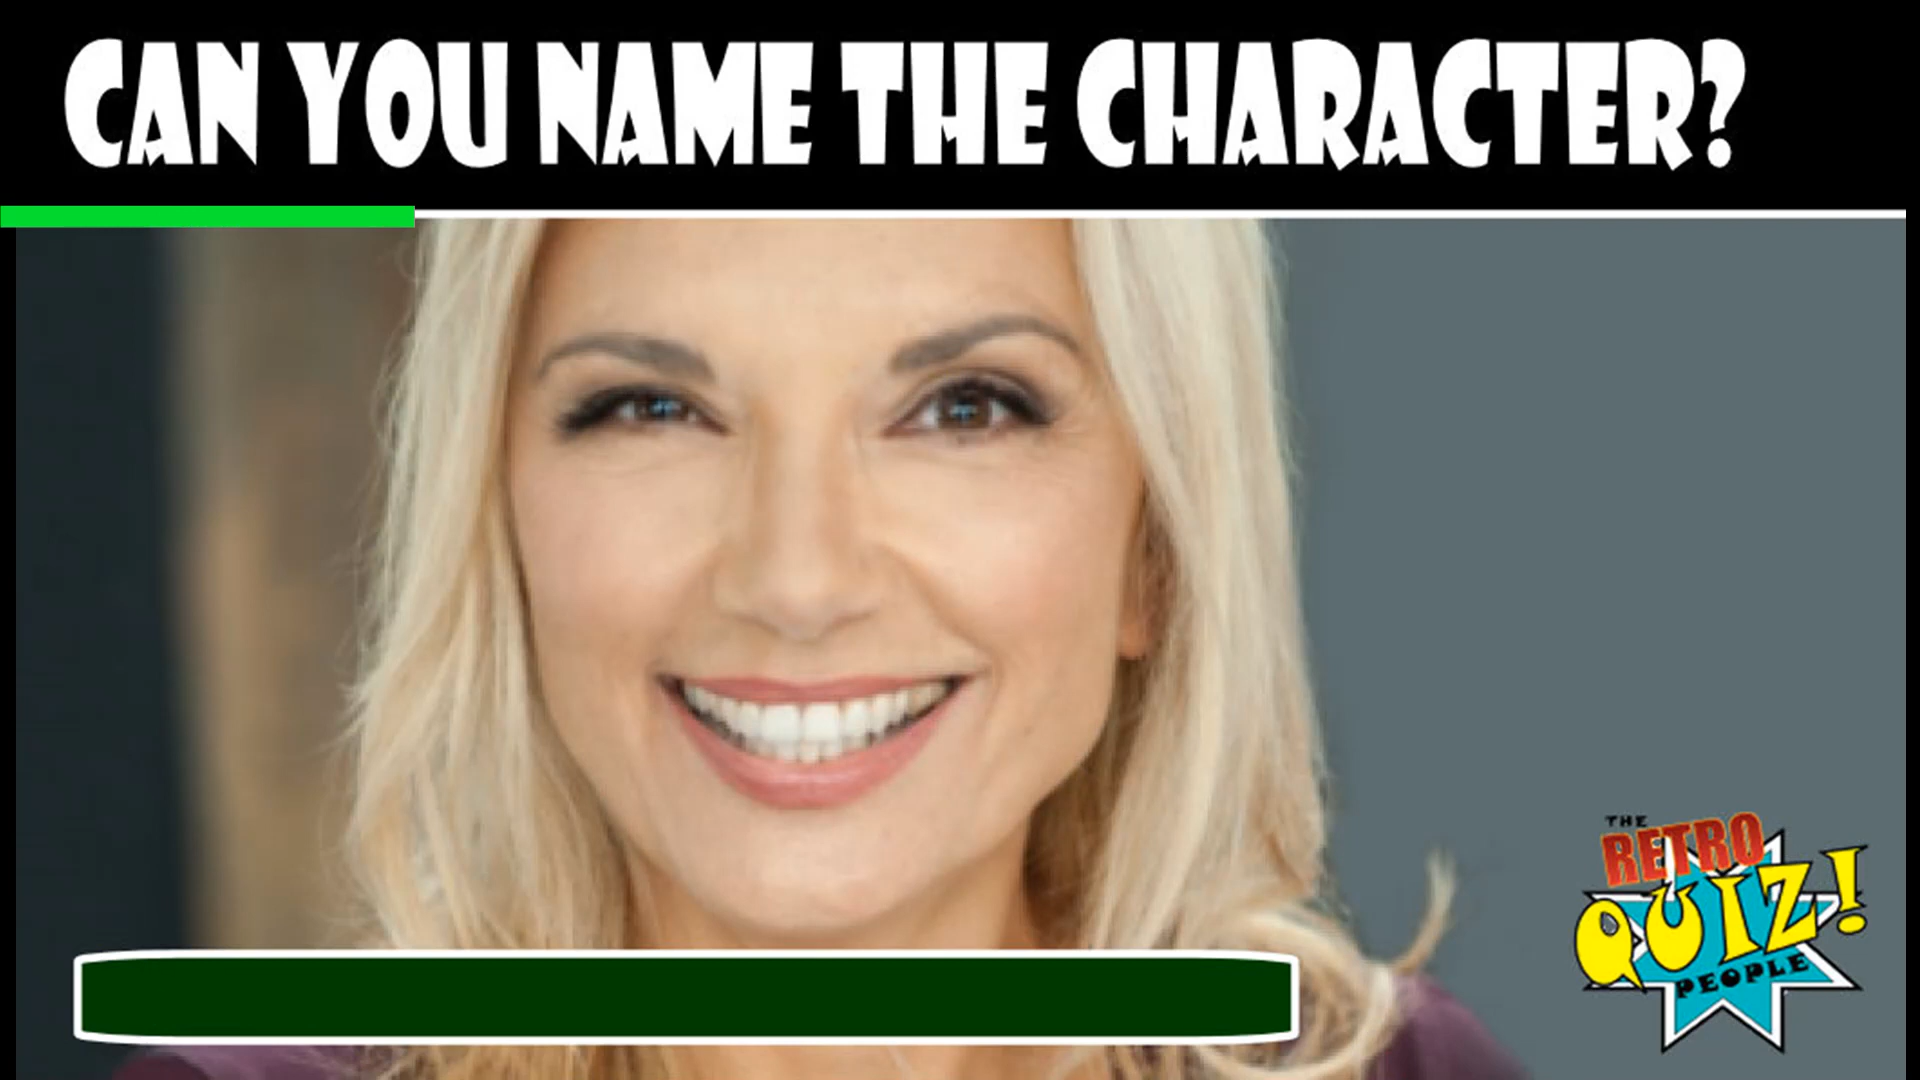 CAN YOU NAME THE CHARACTER?
THE
RETRO
QUIZ!
PEOPLE